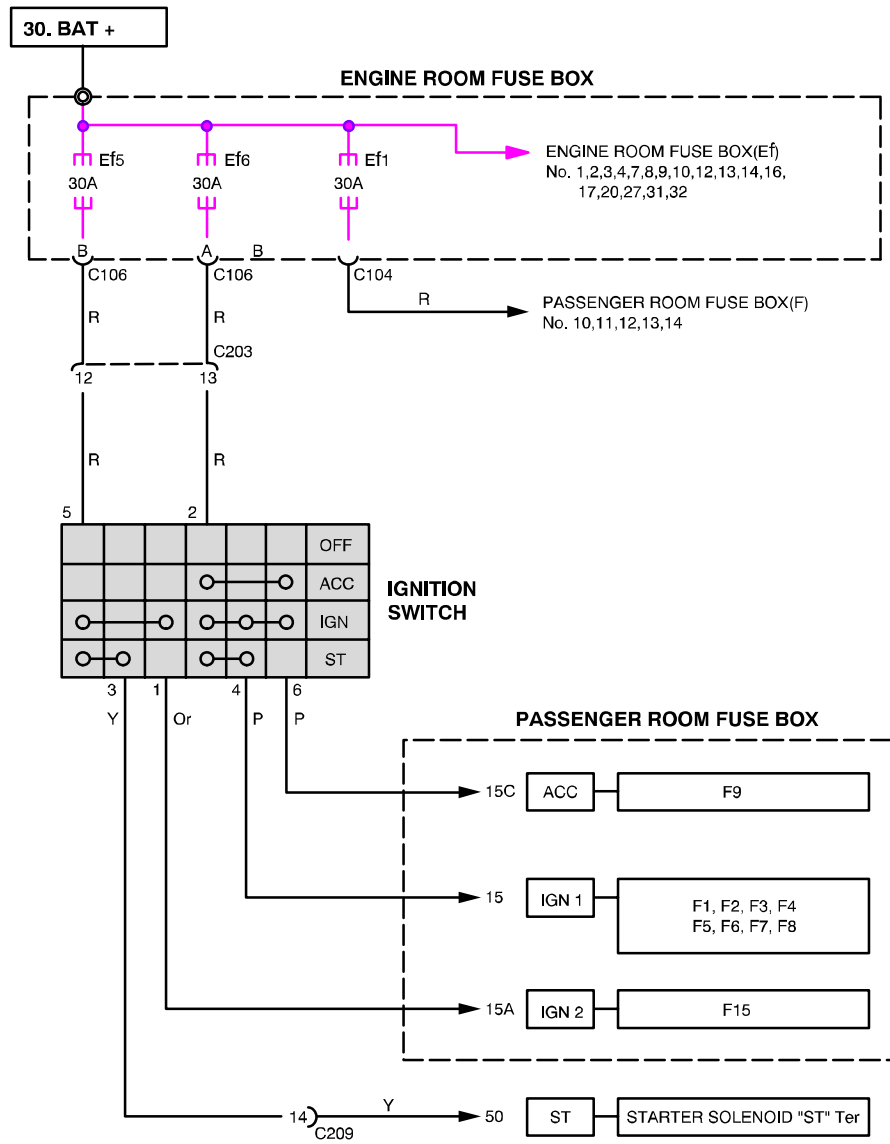 30. BAT +
ENGINE ROOM FUSE BOX
Ef5
Ef6
Ef1
30A
30A
30A
ENGINE ROOM FUSE BOX(Ef)
No. 1,2,3,4,7,8,9,10,12,13,14,16,
17,20,27,31,32
B
A
B
C106
C106
C104
R
R
R
PASSENGER ROOM FUSE BOX(F)
No. 10,11,12,13,14
C203
12
13
R
R
5
2
OFF
ACC
IGN
ST
IGNITION
SWITCH
3
1
4
6
Y
Or
P
P
PASSENGER ROOM FUSE BOX
15C
ACC
F9
15
IGN 1
F1, F2, F3, F4
F5, F6, F7, F8
15A
IGN 2
F15
14
Y
50
ST
STARTER SOLENOID "ST" Ter
C209